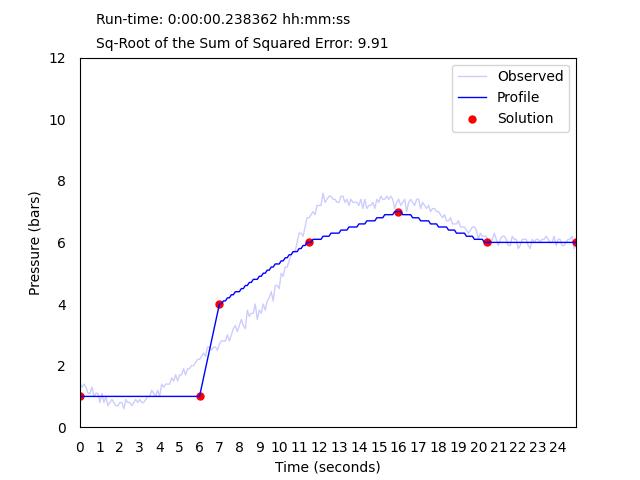 Run-time: 0:00:00.238362 hh:mm:ss
Sq-Root of the Sum of Squared Error: 9.91
12
10
8
6
4
2
0
Pressure (bars)
Observed
Profile
Solution
0 1 2 3 4 5 6 7 8 9 10 11 12 13 14 15 16 17 18 19 20 21 22 23 24
Time (seconds)